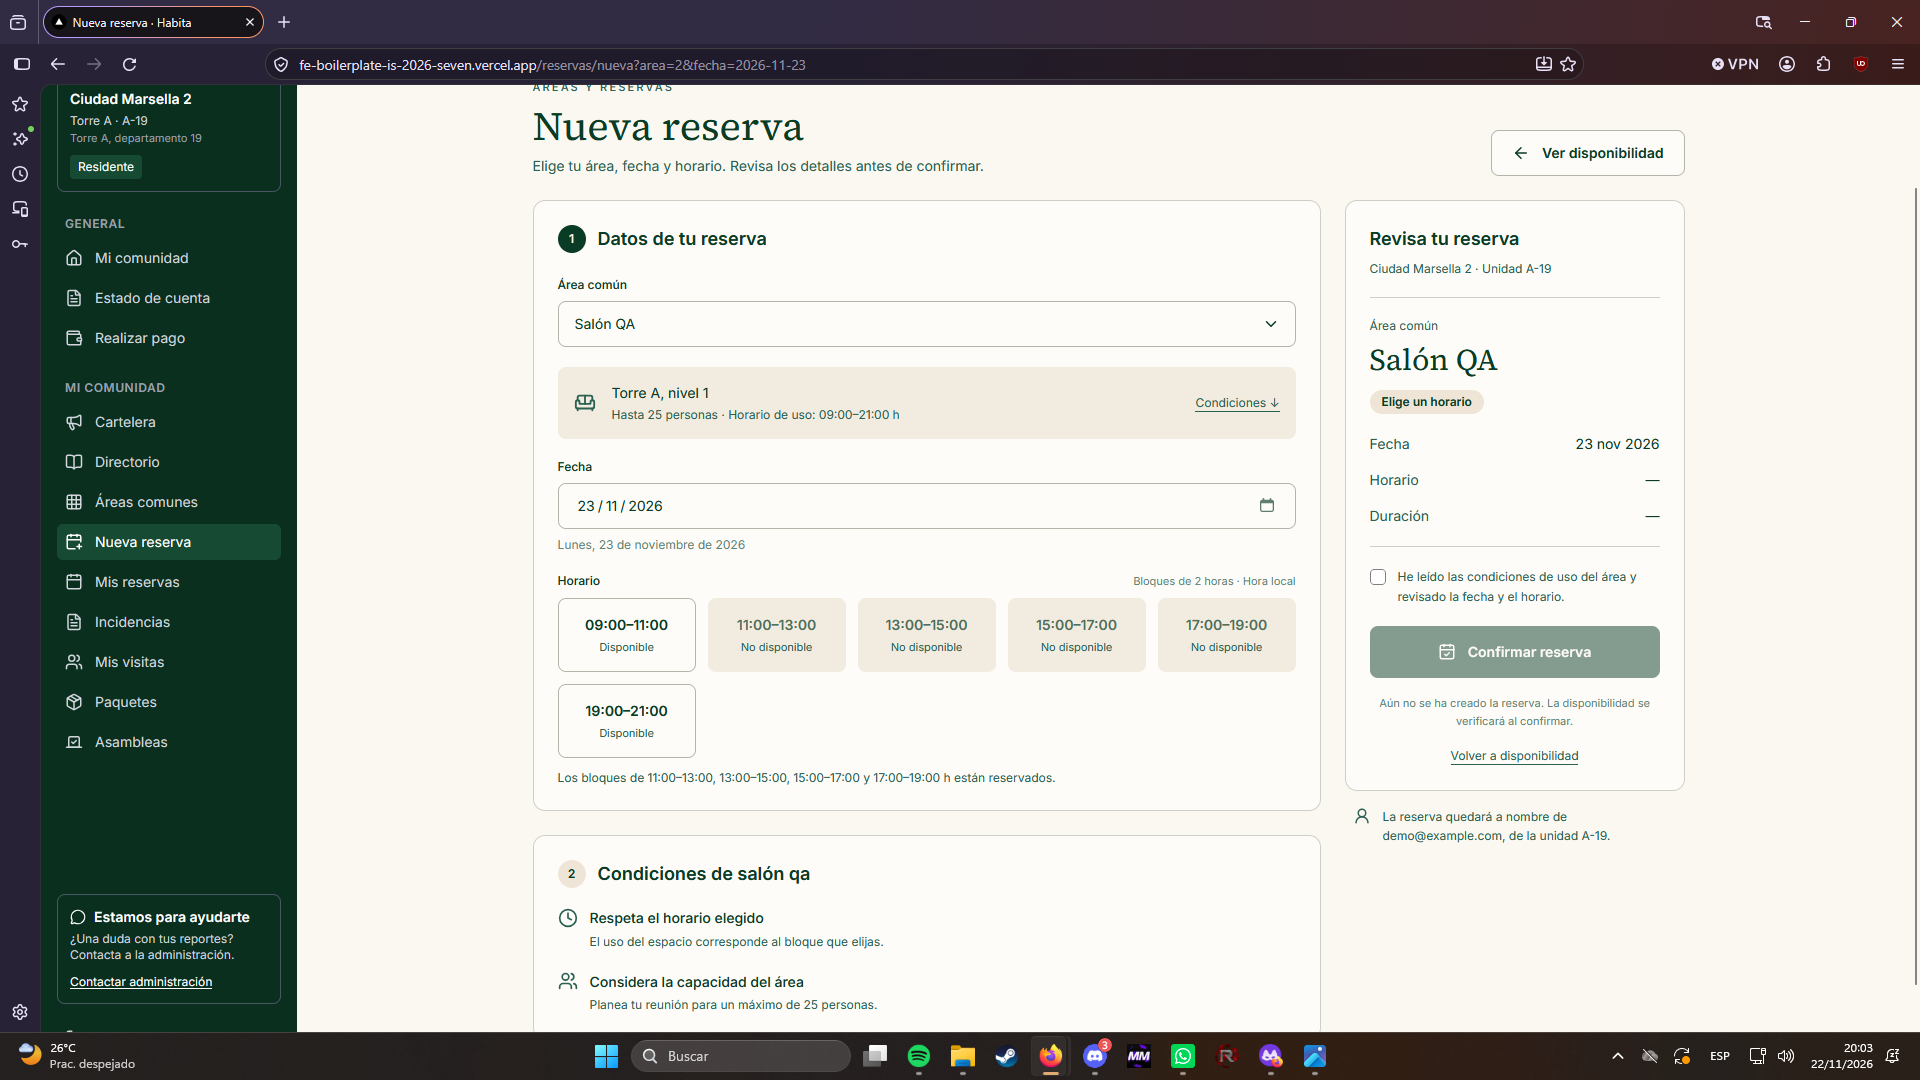 Nueva reserva · Habita
fe-boilerplate-is-2026-seven.vercel.app/reservas/nueva?area=2&fecha=2026-11-23
VPN
Ciudad Marsella 2
Torre A · A-19
Torre A, departamento 19
Residente
GENERAL
Mi comunidad
Estado de cuenta
Realizar pago
MI COMUNIDAD
Cartelera
Directorio
Áreas comunes
Nueva reserva
Mis reservas
Incidencias
Mis visitas
Paquetes
Asambleas
Estamos para ayudarte
¿Una duda con tus reportes?
Contacta a la administración.
Contactar administración
ÁREAS Y RESERVAS
Nueva reserva
Elige tu área, fecha y horario. Revisa los detalles antes de confirmar.
Ver disponibilidad
1 Datos de tu reserva
Área común
Salón QA
Torre A, nivel 1
Hasta 25 personas · Horario de uso: 09:00–21:00 h
Condiciones ↓
Fecha
23 / 11 / 2026
Lunes, 23 de noviembre de 2026
Horario
Bloques de 2 horas · Hora local
09:00–11:00
Disponible
11:00–13:00
No disponible
13:00–15:00
No disponible
15:00–17:00
No disponible
17:00–19:00
No disponible
19:00–21:00
Disponible
Los bloques de 11:00–13:00, 13:00–15:00, 15:00–17:00 y 17:00–19:00 h están reservados.
2 Condiciones de salón qa
Respeta el horario elegido
El uso del espacio corresponde al bloque que elijas.
Considera la capacidad del área
Planea tu reunión para un máximo de 25 personas.
Revisa tu reserva
Ciudad Marsella 2 · Unidad A-19
Área común
Salón QA
Elige un horario
Fecha 23 nov 2026
Horario —
Duración —
He leído las condiciones de uso del área y
revisado la fecha y el horario.
Confirmar reserva
Aún no se ha creado la reserva. La disponibilidad se
verificará al confirmar.
Volver a disponibilidad
La reserva quedará a nombre de
demo@example.com, de la unidad A-19.
26°C
Prac. despejado
Buscar
3
MM
ESP
20:03
22/11/2026